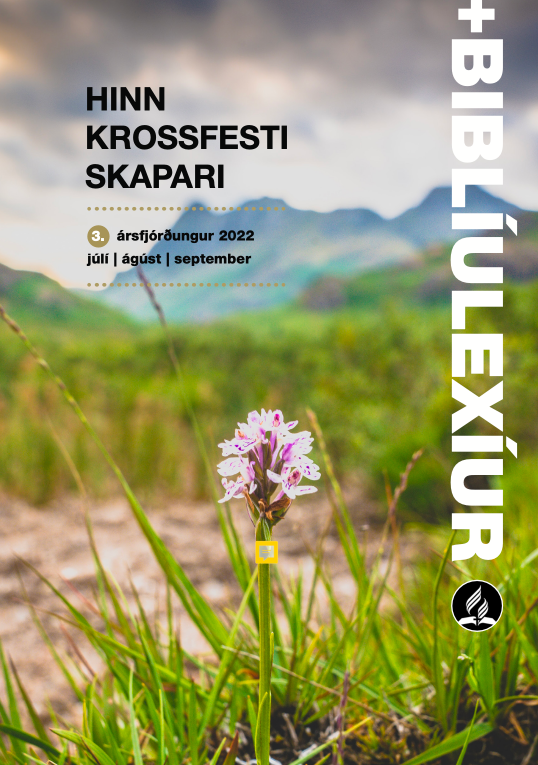 HINN
KROSSFESTI
SKAPARI
3. ársfjórðungur 2022
júlí | ágúst | september
+BIBLÍULEXÍUR